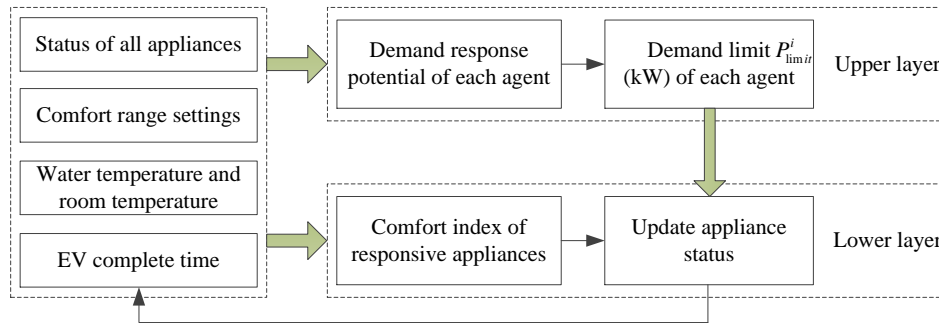 Status of all appliances
Comfort range settings
Water temperature and
room temperature
EV complete time
Demand response
potential of each agent
Demand limit P^i_limit
(kW) of each agent
Upper layer
Comfort index of
responsive appliances
Update appliance
status
Lower layer